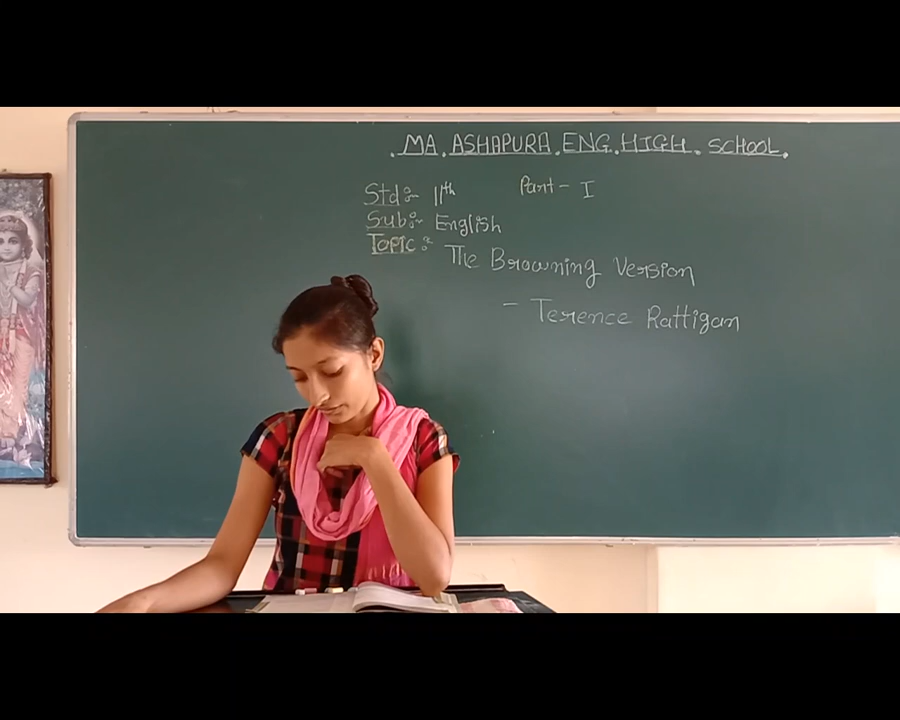 . MA. ASHAPURA. ENG. HIGH. SCHOOL.
Std:- 11th Part - I
Sub:- English
Topic:- The Browning Version
- Terence Rattigan